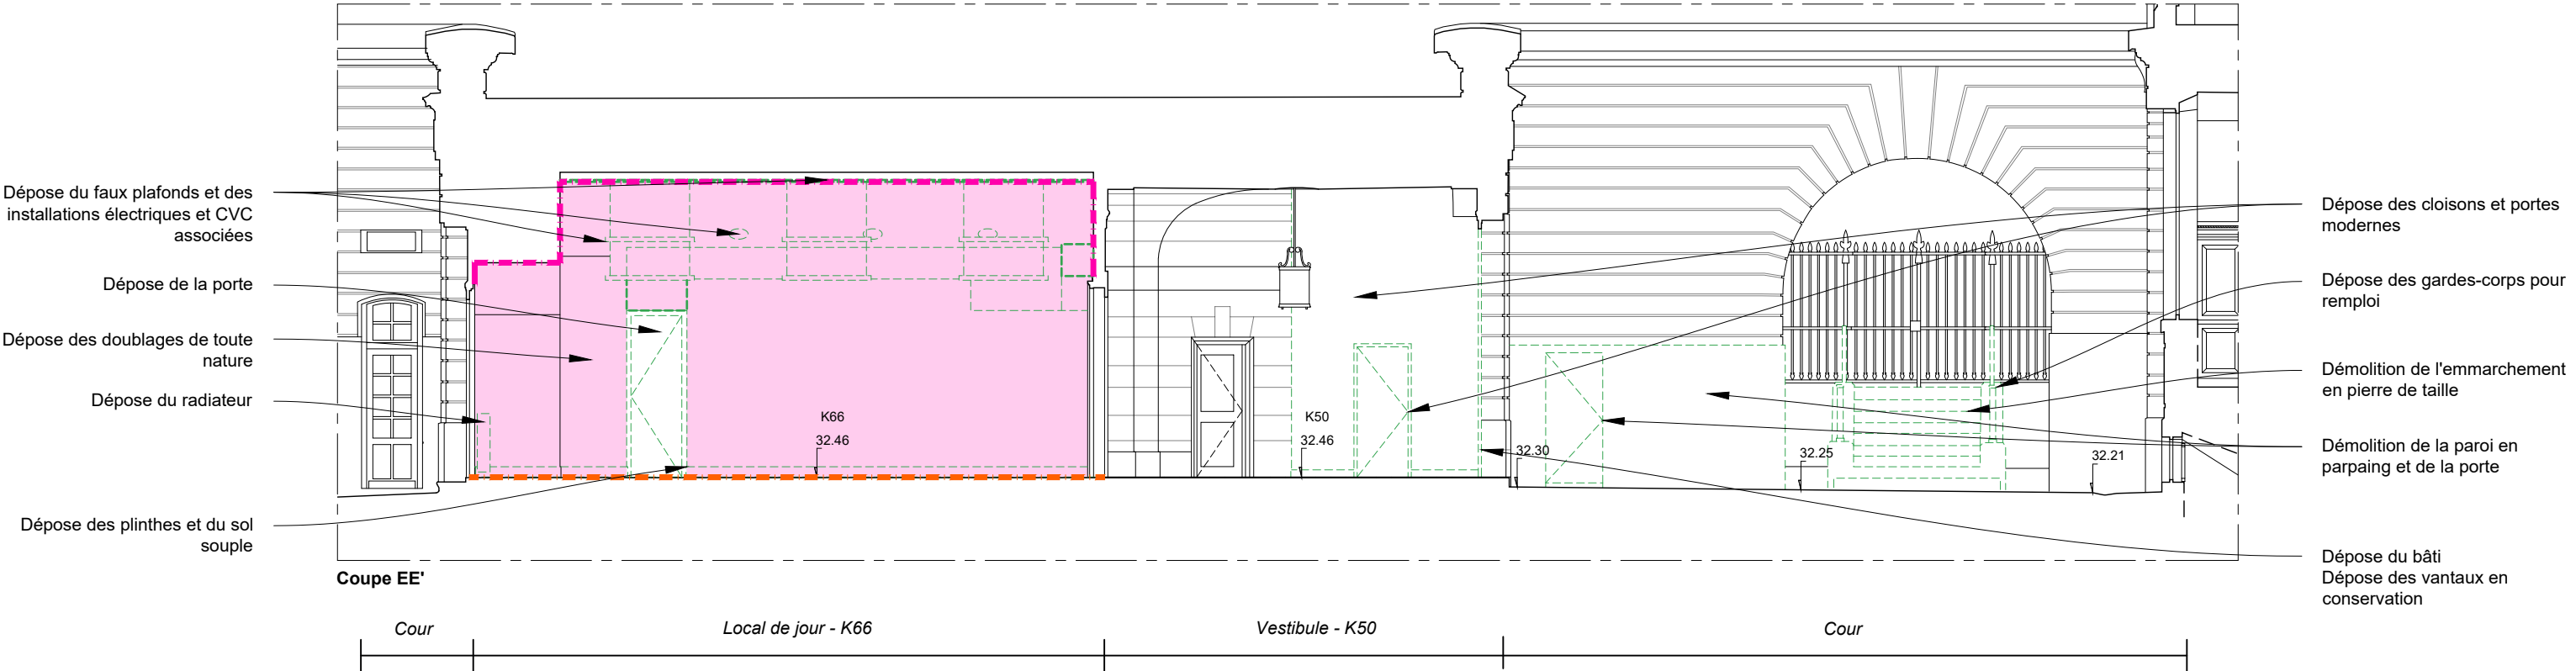 Dépose du faux plafonds et des
installations électriques et CVC
associées
Dépose de la porte
Dépose des doublages de toute
nature
Dépose du radiateur
Dépose des plinthes et du sol
souple
K66
32.46
K50
32.46
32.30
32.25
32.21
Dépose des cloisons et portes
modernes
Dépose des gardes-corps pour
remploi
Démolition de l'emmarchement
en pierre de taille
Démolition de la paroi en
parpaing et de la porte
Dépose du bâti
Dépose des vantaux en
conservation
Coupe EE'
Cour
Local de jour - K66
Vestibule - K50
Cour